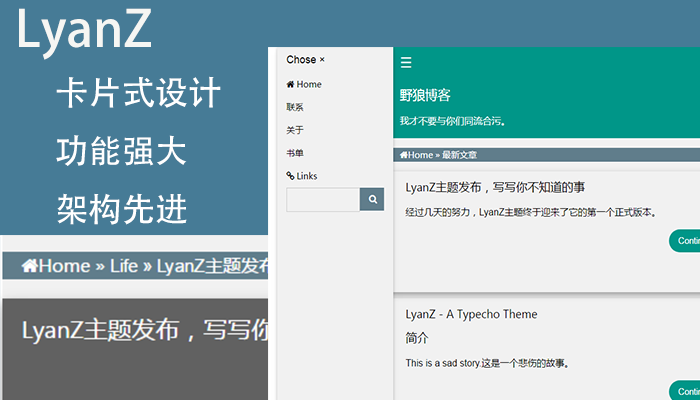 LyanZ
卡片式设计
功能强大
架构先进
Home » Life » LyanZ主题发布
LyanZ主题发布，写写你
Chose ×
Home
联系
关于
书单
Links
☰
野狼博客
我才不要与你们同流合污。
Home » 最新文章
LyanZ主题发布，写写你不知道的事
经过几天的努力，LyanZ主题终于迎来了它的第一个正式版本。
Contin
LyanZ - A Typecho Theme
简介
This is a sad story.这是一个悲伤的故事。
Contin